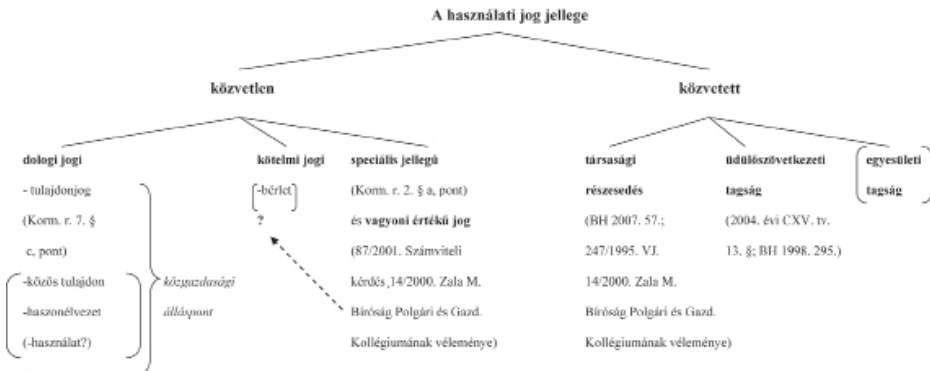 A használati jog jellege
közvetlen
közvetett
dologi jogi
- tulajdonjog
(Korm. r. 7. §
c, pont)
-közös tulajdon
-haszonélvezet
(-használat?)
közgazdasági
álláspont
kötelmi jogi
-bérlet
?
speciális jellegű
(Korm. r. 2. § a, pont)
és vagyoni értékű jog
(87/2001. Számviteli
kérdés ,14/2000. Zala M.
Bíróság Polgári és Gazd.
Kollégiumának véleménye)
társasági
részesedés
(BH 2007. 57.;
247/1995. VJ.
14/2000. Zala M.
Bíróság Polgári és Gazd.
Kollégiumának véleménye)
üdülőszövetkezeti
tagság
(2004. évi CXV. tv.
13. §; BH 1998. 295.)
egyesületi
tagság